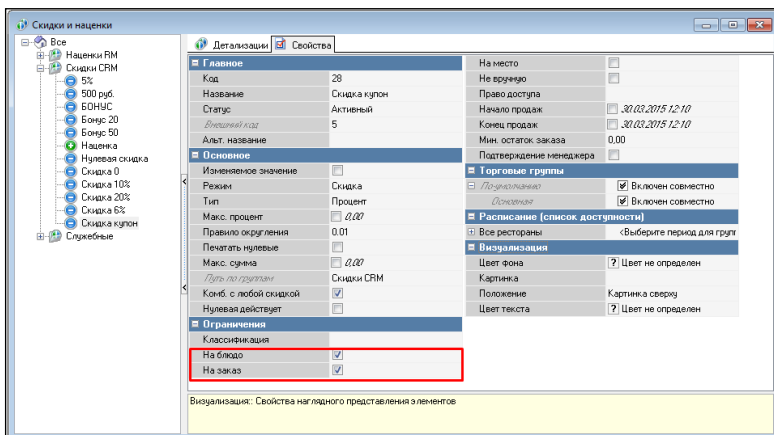 Скидки и наценки
Все
Наценки RM
Скидки CRM
5%
500 руб.
БОНУС
Бонус 20
Бонус 50
Наценка
Нулевая скидка
Скидка 0
Скидка 10%
Скидка 20%
Скидка 6%
Скидка купон
Служебные
Детализации Свойства
Главное
Код 28
Название Скидка купон
Статус Активный
Внешний код 5
Альт. название
Основное
Изменяемое значение
Режим Скидка
Тип Процент
Макс. процент 0,00
Правило округления 0.01
Печатать нулевые
Макс. сумма 0,00
Путь по группам Скидки CRM
Комб. с любой скидкой
Нулевая действует
Ограничения
Классификация
На блюдо
На заказ
На место
Не вручную
Право доступа
Начало продаж 30.03.2015 12:10
Конец продаж 30.03.2015 12:10
Мин. остаток заказа 0,00
Подтверждение менеджера
Торговые группы
По-умолчанию Включен совместно
Основная Включен совместно
Расписание (список доступности)
Все рестораны <Выберите период для групп
Визуализация
Цвет фона ? Цвет не определен
Картинка
Положение Картинка сверху
Цвет текста ? Цвет не определен
Визуализация:: Свойства наглядного представления элементов